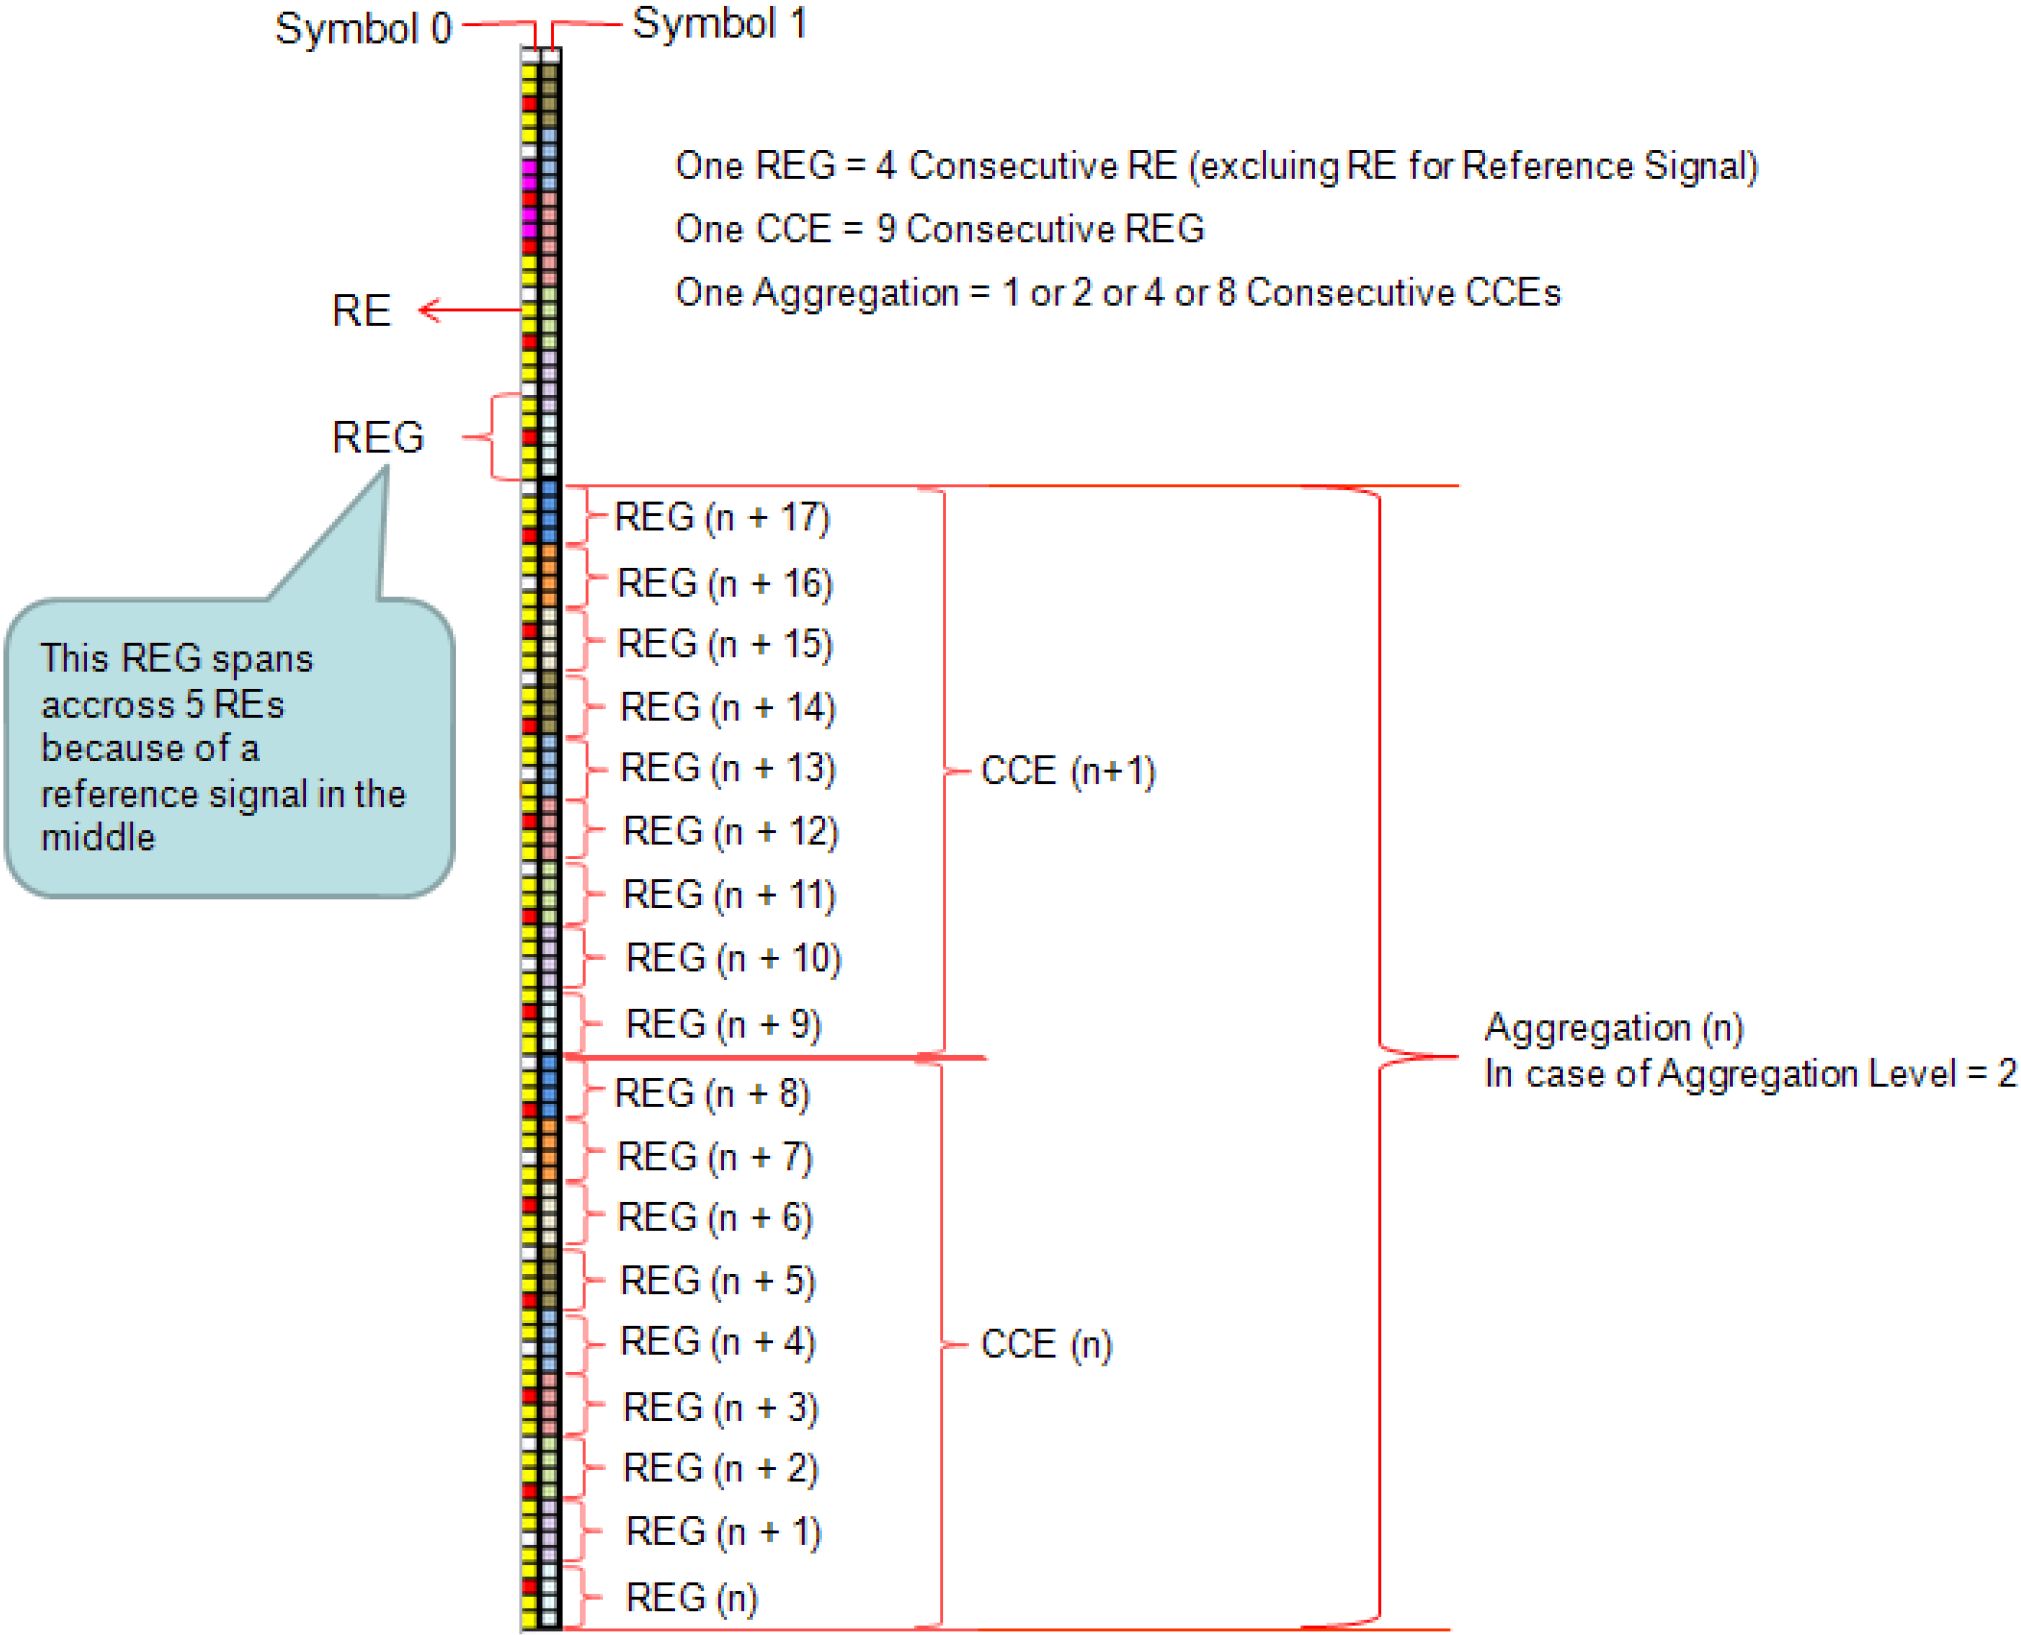 Symbol 0
Symbol 1
One REG = 4 Consecutive RE (excluing RE for Reference Signal)
One CCE = 9 Consecutive REG
One Aggregation = 1 or 2 or 4 or 8 Consecutive CCEs
RE
REG
This REG spans
accross 5 REs
because of a
reference signal in the
middle
REG (n + 17)
REG (n + 16)
REG (n + 15)
REG (n + 14)
REG (n + 13)
REG (n + 12)
REG (n + 11)
REG (n + 10)
REG (n + 9)
CCE (n+1)
REG (n + 8)
REG (n + 7)
REG (n + 6)
REG (n + 5)
REG (n + 4)
REG (n + 3)
REG (n + 2)
REG (n + 1)
REG (n)
CCE (n)
Aggregation (n)
In case of Aggregation Level = 2